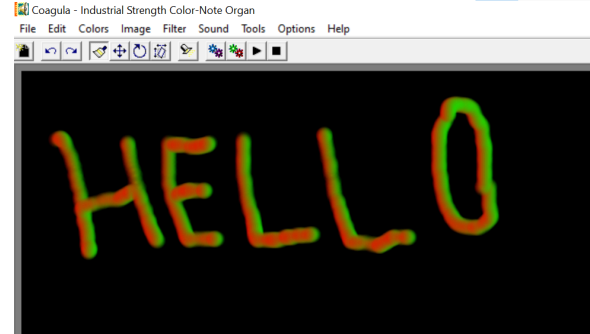 Coagula - Industrial Strength Color-Note Organ
File Edit Colors Image Filter Sound Tools Options Help
HELLO